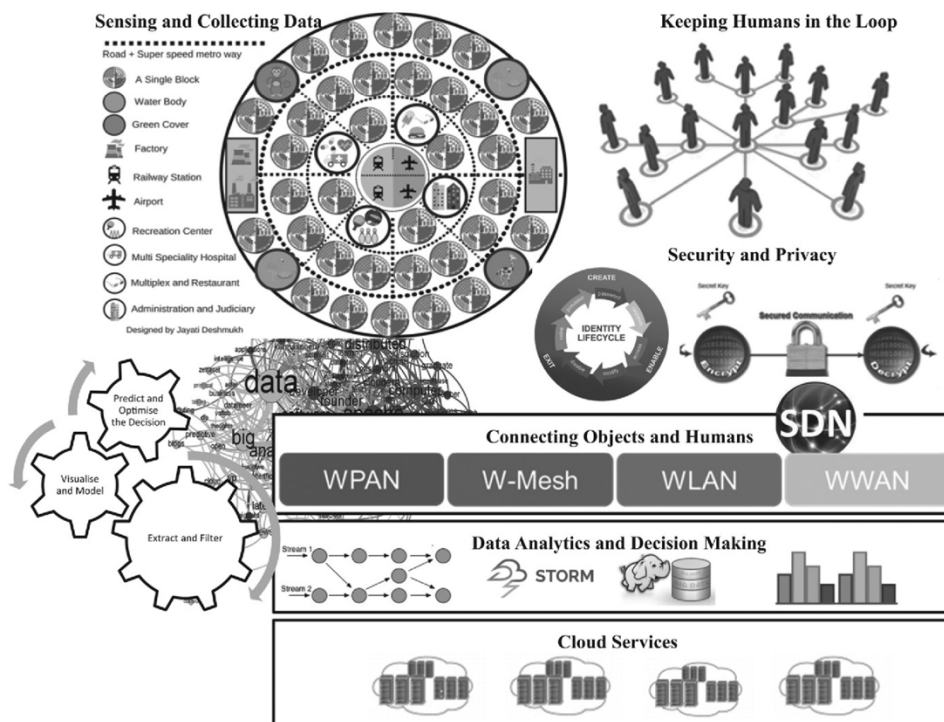 Sensing and Collecting Data
Road + Super speed metro way
A Single Block
Water Body
Green Cover
Factory
Railway Station
Airport
Recreation Center
Multi Speciality Hospital
Multiplex and Restaurant
Administration and Judiciary
Designed by Jayati Deshmukh
Keeping Humans in the Loop
Security and Privacy
CREATE
ENABLE
EXIT
IDENTITY
LIFECYCLE
Secret Key
Secret Key
Secured Communication
Encrypt
Decrypt
Predict and
Optimise
the Decision
Visualise
and Model
Extract and Filter
distributed
data
developer
founder
computer
big
predictive
SDN
Connecting Objects and Humans
WPAN
W-Mesh
WLAN
WWAN
Data Analytics and Decision Making
Stream 1
Stream 2
STORM
Cloud Services